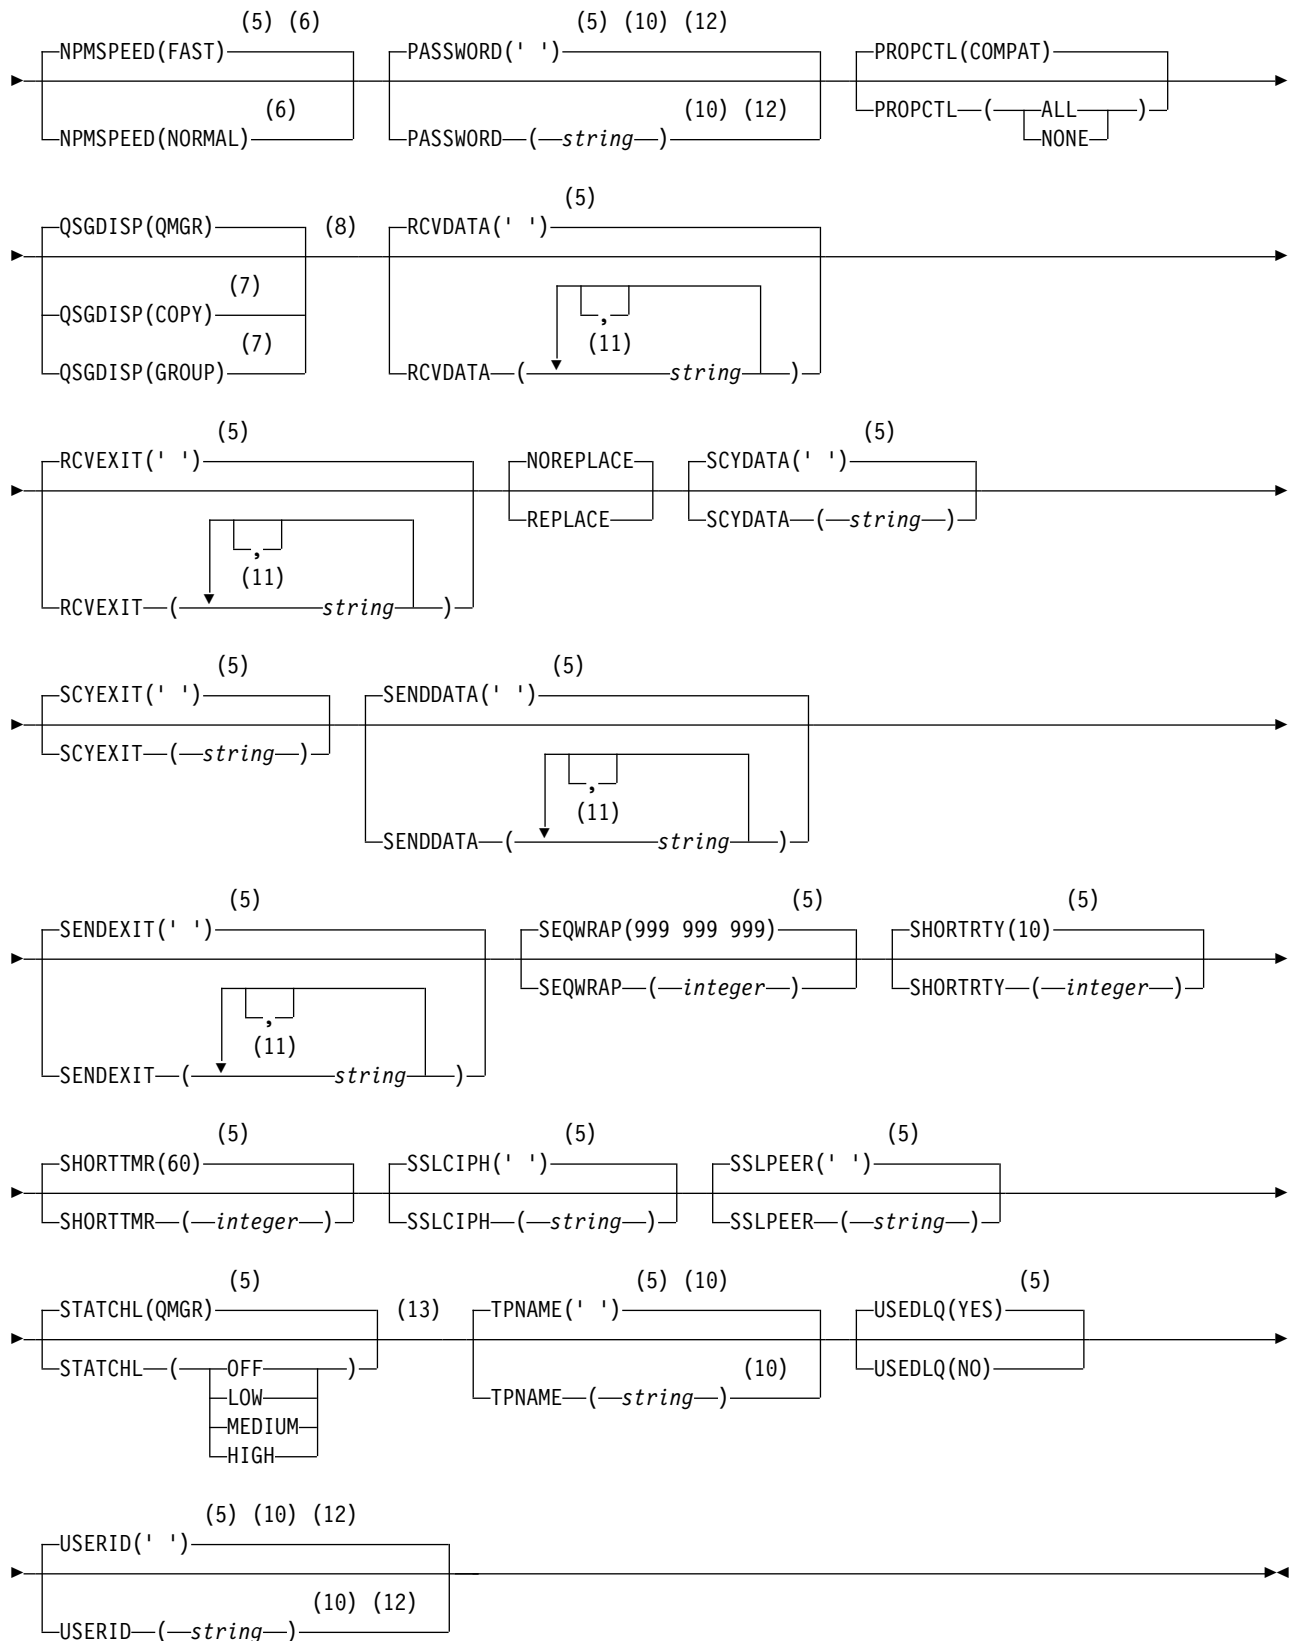 (5) (6) (5) (10) (12)
NPMSPEED(FAST) PASSWORD(' ') PROPCTL(COMPAT)
(6) (10) (12)
NPMSPEED(NORMAL) PASSWORD ( string ) PROPCTL ( ALL )
NONE
(5)
QSGDISP(QMGR) (8) RCVDATA(' ')
(7)
QSGDISP(COPY) ,
(7) (11)
QSGDISP(GROUP) RCVDATA ( string )
(5) (5)
RCVEXIT(' ') NOREPLACE SCYDATA(' ')
REPLACE SCYDATA ( string )
,
(11)
RCVEXIT ( string )
(5) (5)
SCYEXIT(' ') SENDDATA(' ')
SCYEXIT ( string )
,
(11)
SENDDATA ( string )
(5) (5) (5)
SENDEXIT(' ') SEQWRAP(999 999 999) SHORTRTY(10)
SEQWRAP ( integer ) SHORTRTY ( integer )
,
(11)
SENDEXIT ( string )
(5) (5) (5)
SHORTTMR(60) SSLCIPH(' ') SSLPEER(' ')
SHORTTMR ( integer ) SSLCIPH ( string ) SSLPEER ( string )
(5) (5) (10) (5)
STATCHL(QMGR) (13) TPNAME(' ') USEDLQ(YES)
STATCHL ( OFF ) (10) USEDLQ(NO)
LOW TPNAME ( string )
MEDIUM
HIGH
(5) (10) (12)
USERID(' ')
(10) (12)
USERID ( string )